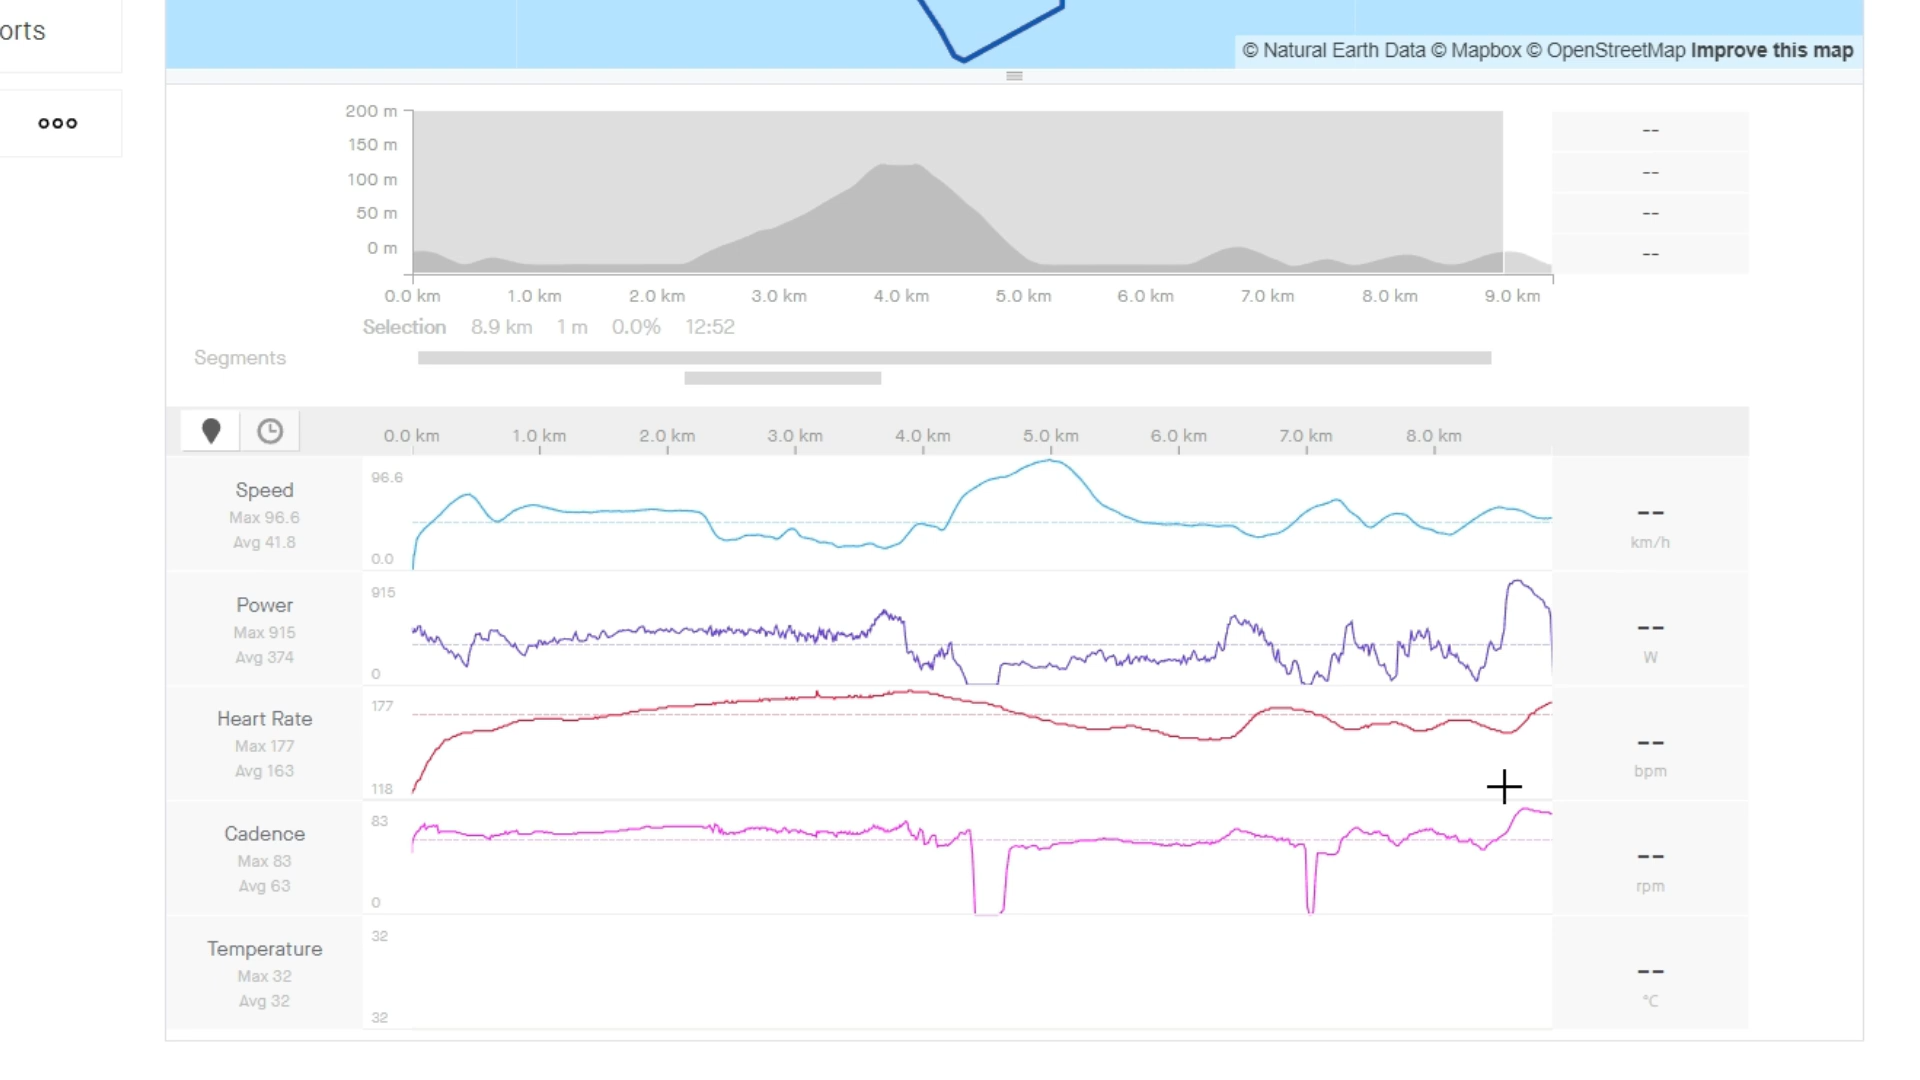 orts
© Natural Earth Data © Mapbox © OpenStreetMap Improve this map
200 m
150 m
100 m
50 m
0 m
--
--
--
--
0.0 km 1.0 km 2.0 km 3.0 km 4.0 km 5.0 km 6.0 km 7.0 km 8.0 km 9.0 km
Selection 8.9 km 1 m 0.0% 12:52
Segments
0.0 km 1.0 km 2.0 km 3.0 km 4.0 km 5.0 km 6.0 km 7.0 km 8.0 km
Speed
Max 96.6
Avg 41.8
96.6
0.0
--
km/h
Power
Max 915
Avg 374
915
0
--
W
Heart Rate
Max 177
Avg 163
177
118
--
bpm
Cadence
Max 83
Avg 63
83
0
--
rpm
Temperature
Max 32
Avg 32
32
32
--
°C